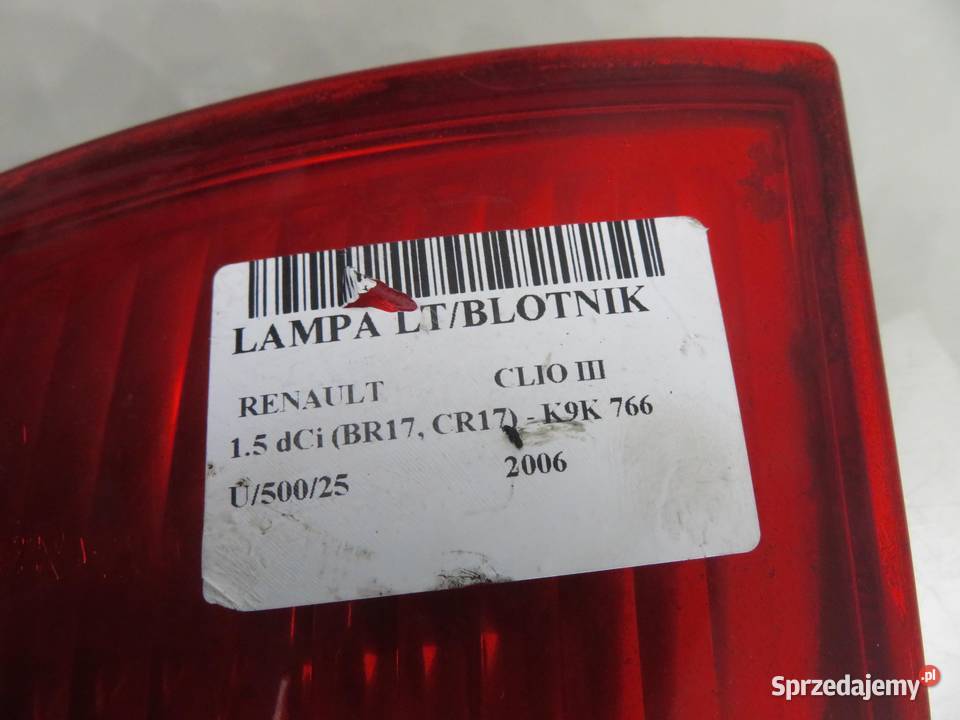 LAMPA LT/BLOTNIK
RENAULT CLIO III
1.5 dCi (BR17, CR17) - K9K 766
U/500/25 2006
Sprzedajemy.pl